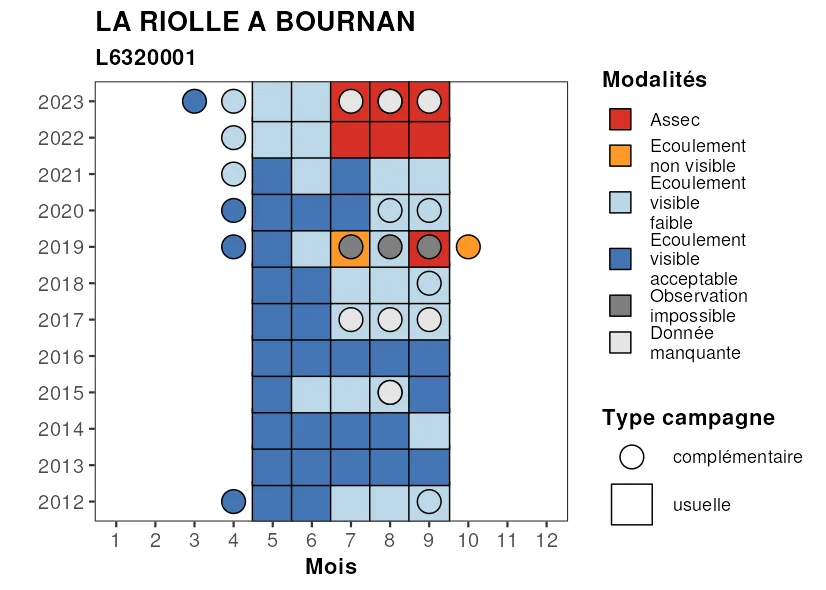 LA RIOLLE A BOURNAN
L6320001
2023
2022
2021
2020
2019
2018
2017
2016
2015
2014
2013
2012
1 2 3 4 5 6 7 8 9 10 11 12
Mois
Modalités
Assec
Ecoulement
non visible
Ecoulement
visible
faible
Ecoulement
visible
acceptable
Observation
impossible
Donnée
manquante
Type campagne
complémentaire
usuelle